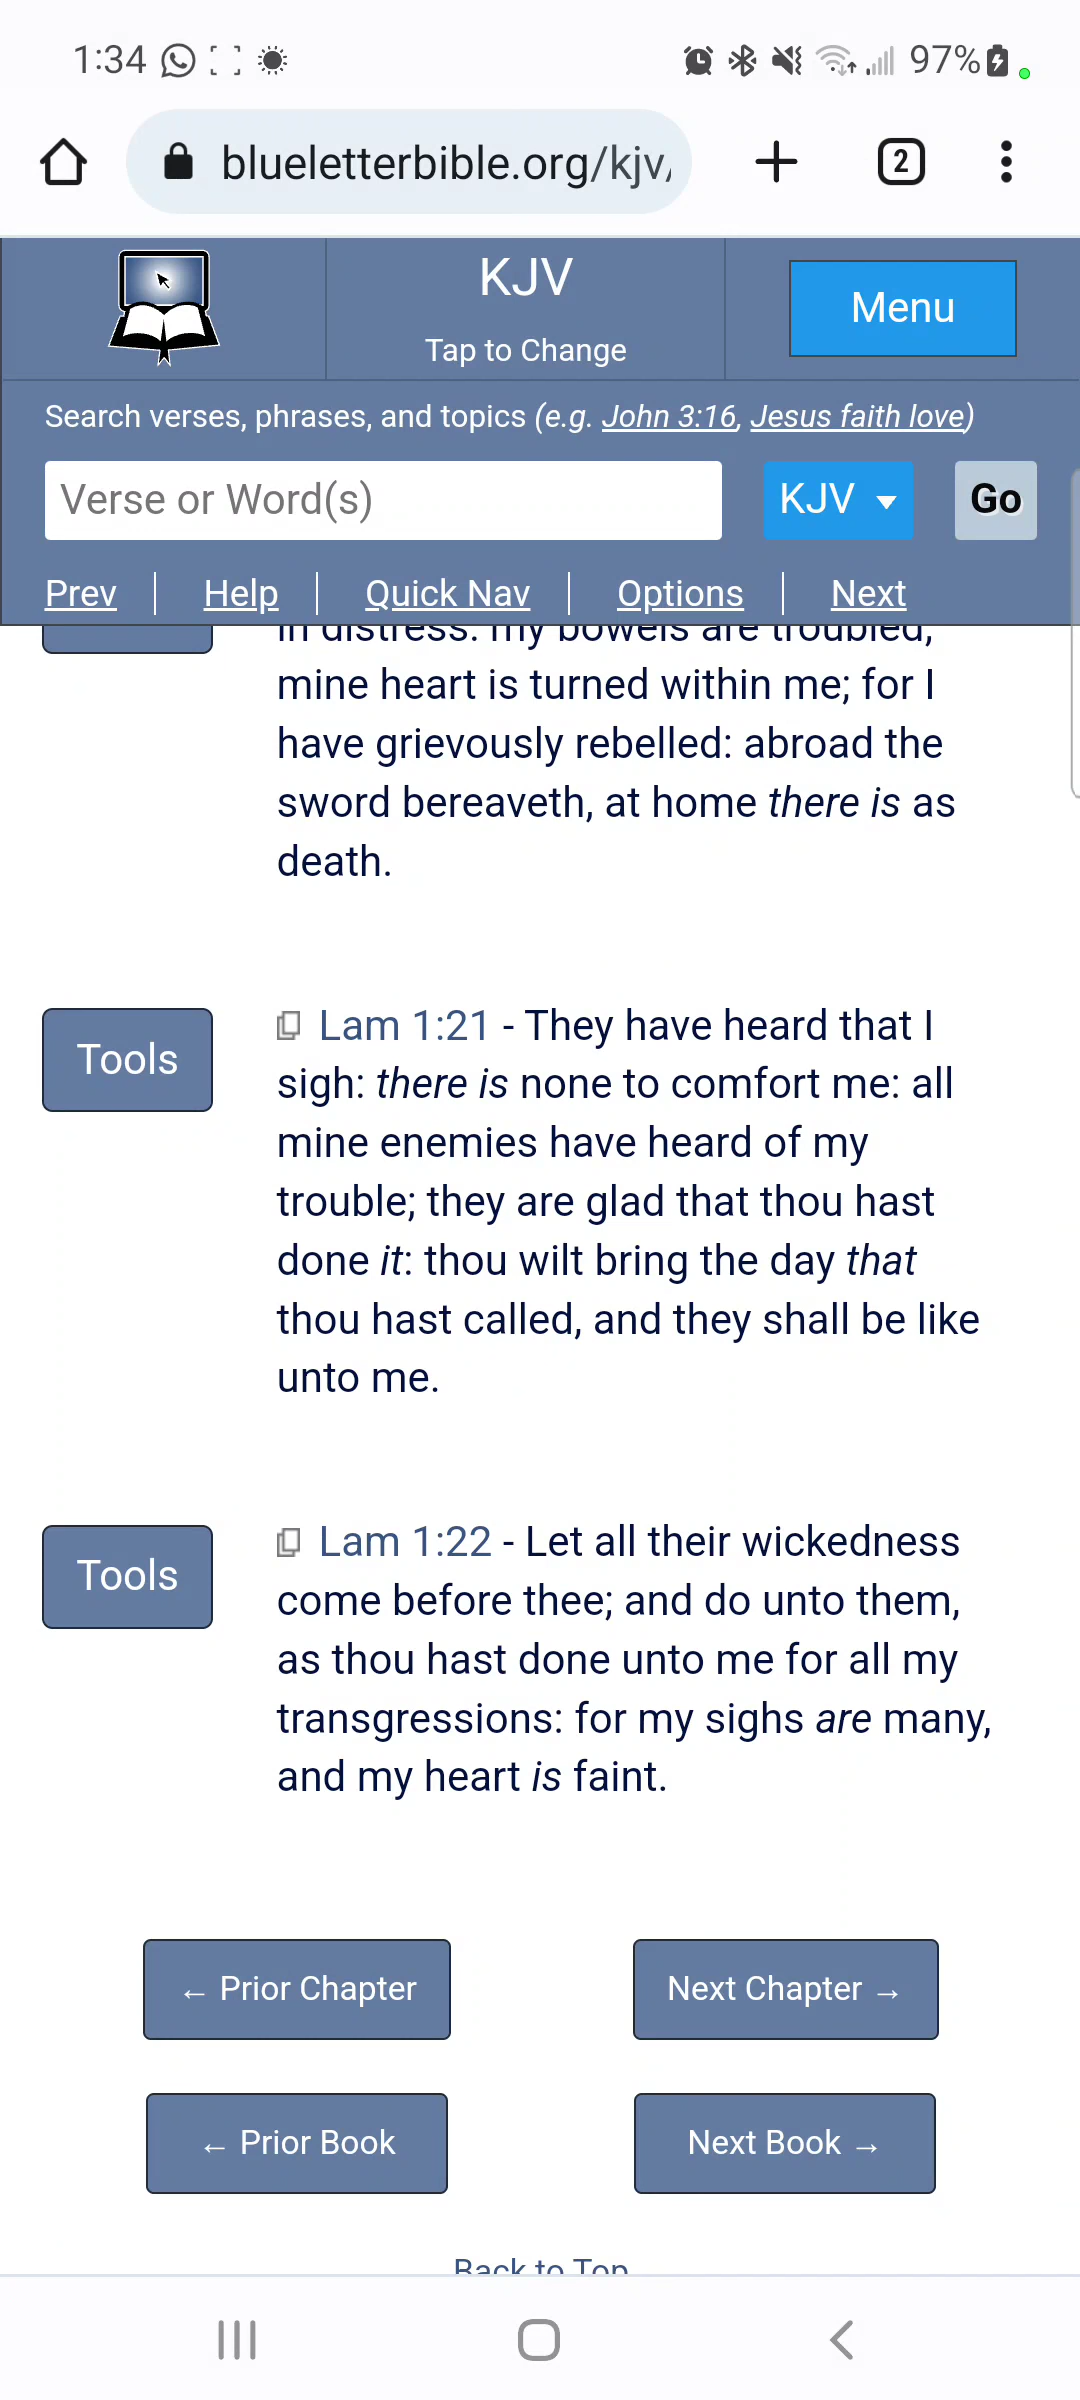 1:34 97%
blueletterbible.org/kjv/ 2
KJV
Tap to Change
Menu
Search verses, phrases, and topics (e.g. John 3:16, Jesus faith love)
Verse or Word(s) KJV Go
Prev Help Quick Nav Options Next
in distress: my bowels are troubled;
mine heart is turned within me; for I
have grievously rebelled: abroad the
sword bereaveth, at home there is as
death.
Tools
Lam 1:21 - They have heard that I
sigh: there is none to comfort me: all
mine enemies have heard of my
trouble; they are glad that thou hast
done it: thou wilt bring the day that
thou hast called, and they shall be like
unto me.
Tools
Lam 1:22 - Let all their wickedness
come before thee; and do unto them,
as thou hast done unto me for all my
transgressions: for my sighs are many,
and my heart is faint.
← Prior Chapter Next Chapter →
← Prior Book Next Book →
Back to Top